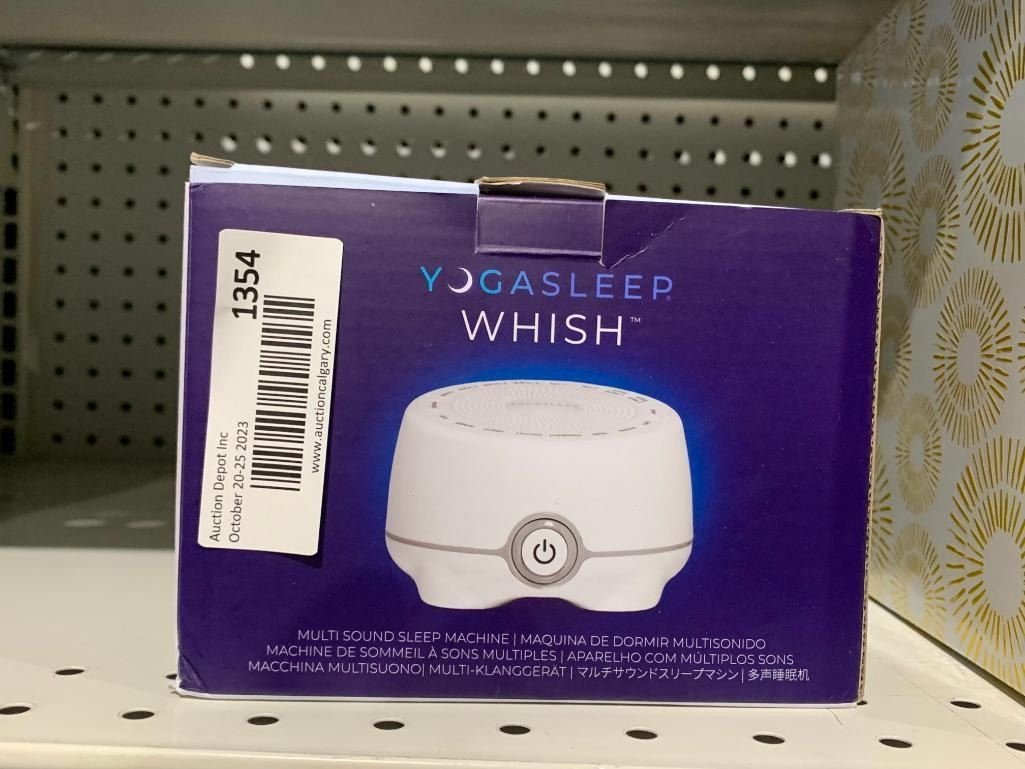 1354
www.auctioncalgary.com
Auction Depot Inc
October 20-25 2023
YOGASLEEP
WHISH™
YOGASLEEP
MULTI SOUND SLEEP MACHINE | MAQUINA DE DORMIR MULTISONIDO
MACHINE DE SOMMEIL À SONS MULTIPLES | APARELHO COM MÚLTIPLOS SONS
MACCHINA MULTISUONO| MULTI-KLANGGERÄT | マルチサウンドスリープマシン | 多声睡眠机